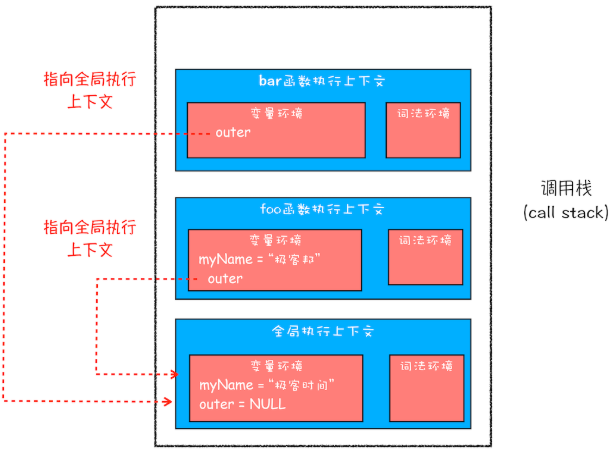 指向全局执行
上下文
bar函数执行上下文
变量环境
outer
词法环境
调用栈
(call stack)
指向全局执行
上下文
foo函数执行上下文
变量环境
myName = “极客邦”
outer
词法环境
全局执行上下文
变量环境
myName = “极客时间”
outer = NULL
词法环境